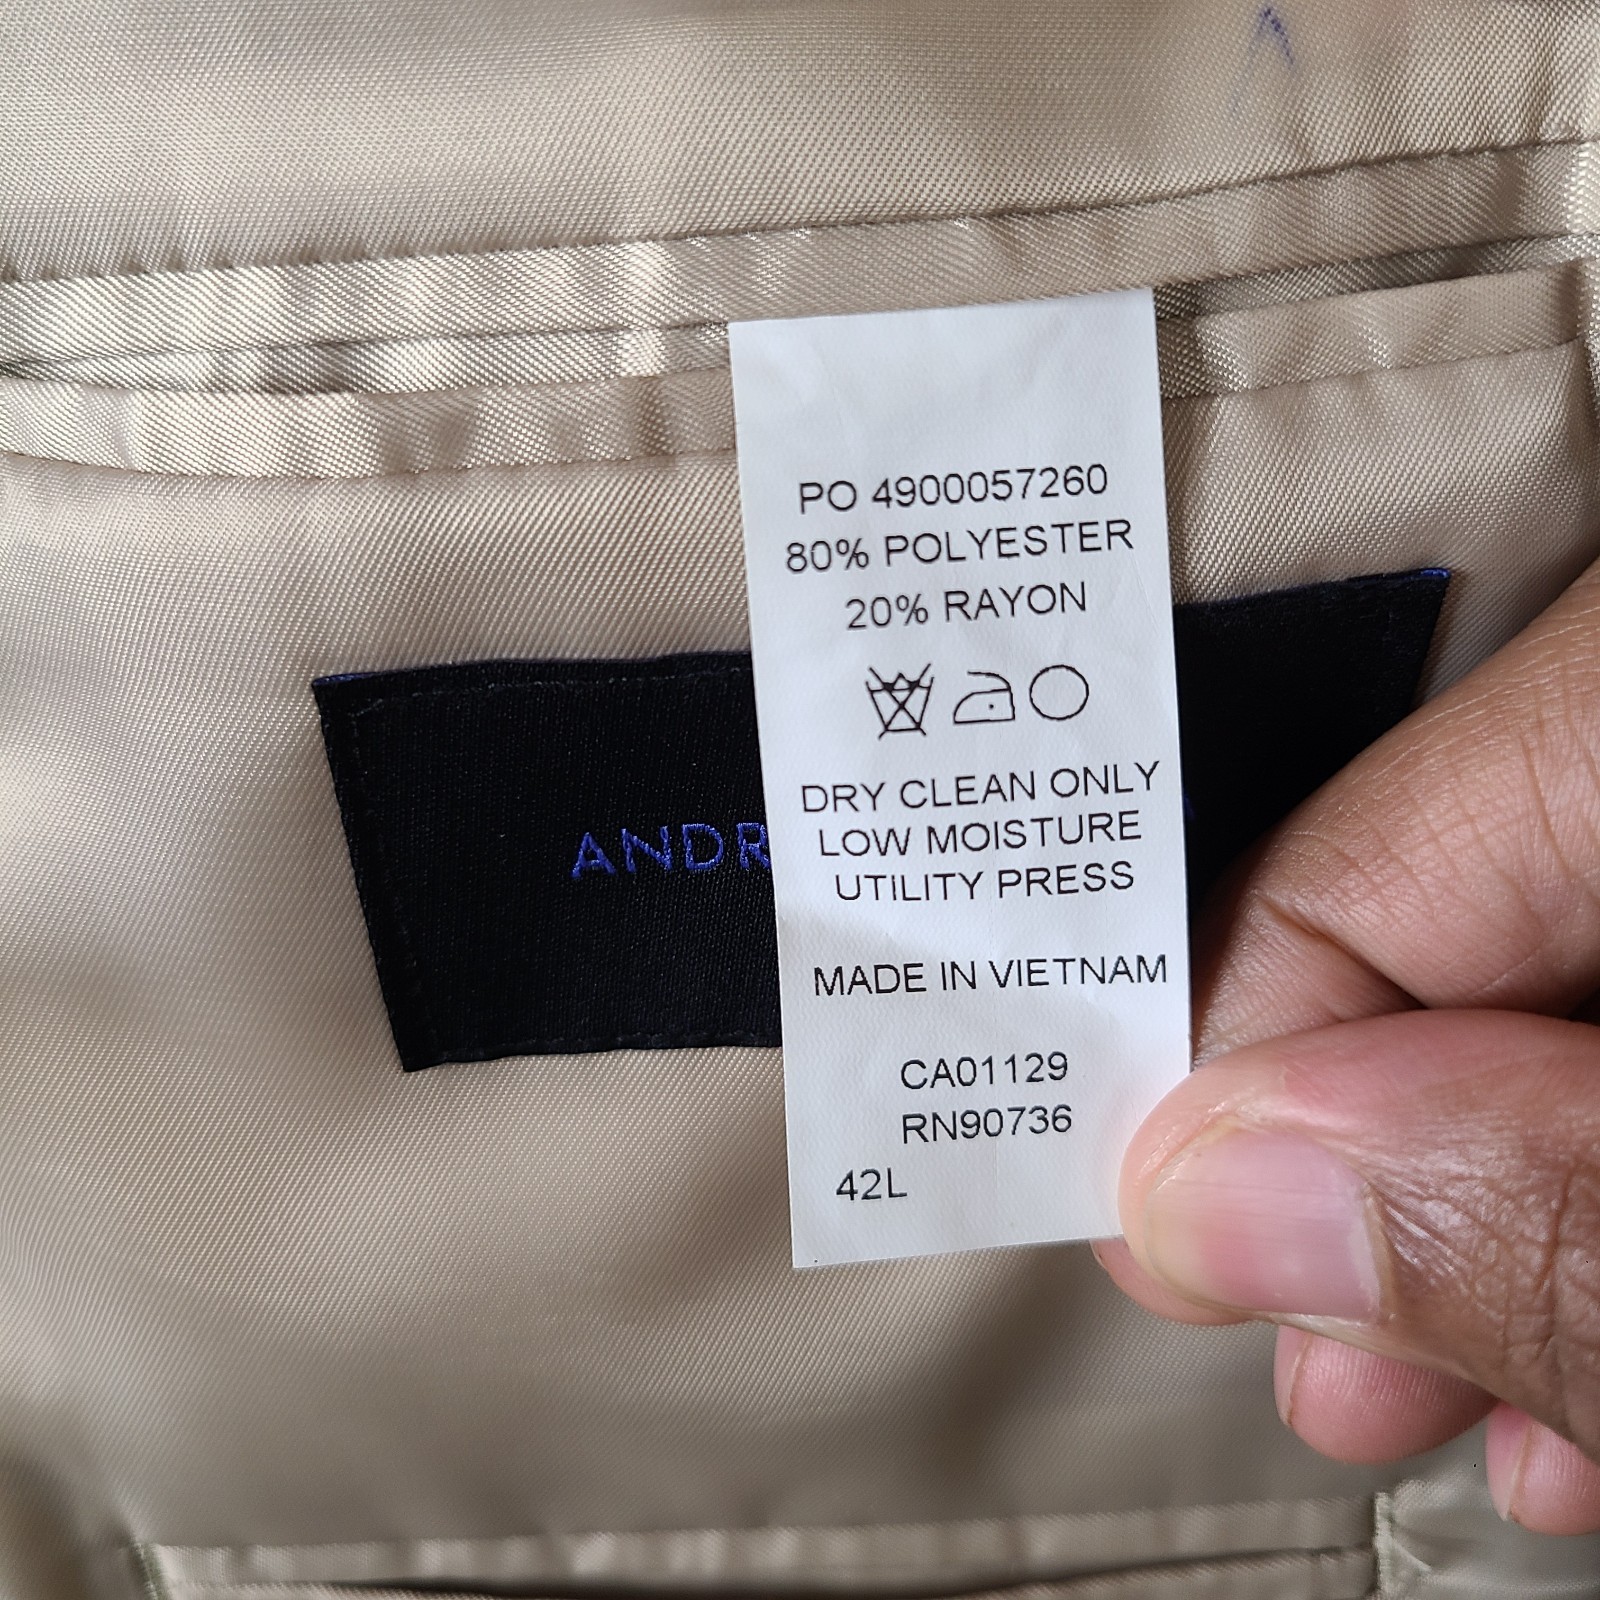 PO 4900057260
80% POLYESTER
20% RAYON
DRY CLEAN ONLY
LOW MOISTURE
UTILITY PRESS
MADE IN VIETNAM
CA01129
RN90736
42L
ANDR